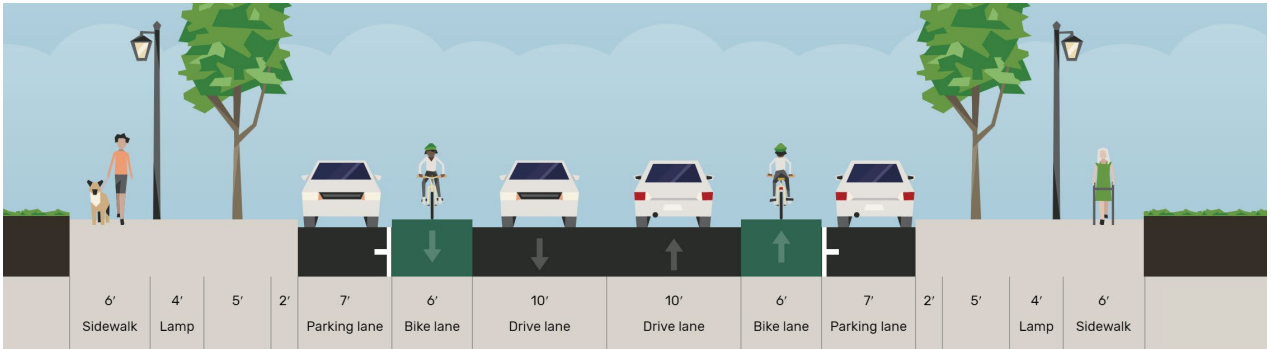 6′ 4′ 5′ 2′ 7′ 6′ 10′ 10′ 6′ 7′ 2′ 5′ 4′ 6′
Sidewalk Lamp Parking lane Bike lane Drive lane Drive lane Bike lane Parking lane Lamp Sidewalk